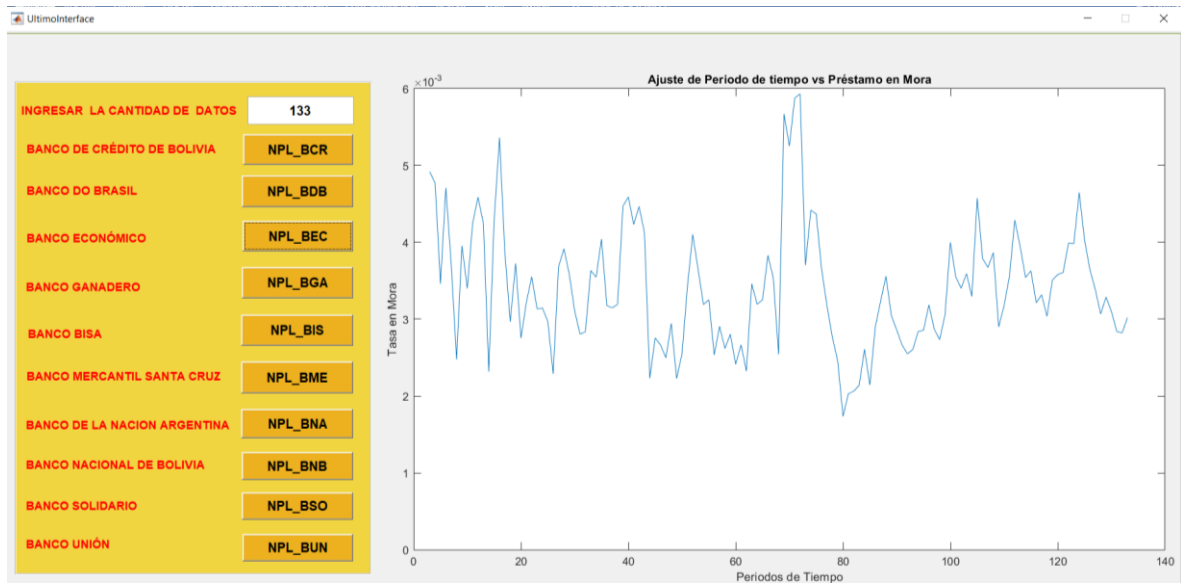 UltimoInterface
INGRESAR LA CANTIDAD DE DATOS 133
BANCO DE CRÉDITO DE BOLIVIA NPL_BCR
BANCO DO BRASIL NPL_BDB
BANCO ECONÓMICO NPL_BEC
BANCO GANADERO NPL_BGA
BANCO BISA NPL_BIS
BANCO MERCANTIL SANTA CRUZ NPL_BME
BANCO DE LA NACION ARGENTINA NPL_BNA
BANCO NACIONAL DE BOLIVIA NPL_BNB
BANCO SOLIDARIO NPL_BSO
BANCO UNIÓN NPL_BUN
Ajuste de Periodo de tiempo vs Préstamo en Mora
×10⁻³
6
5
4
3
2
1
0
Tasa en Mora
0 20 40 60 80 100 120 140
Periodos de Tiempo